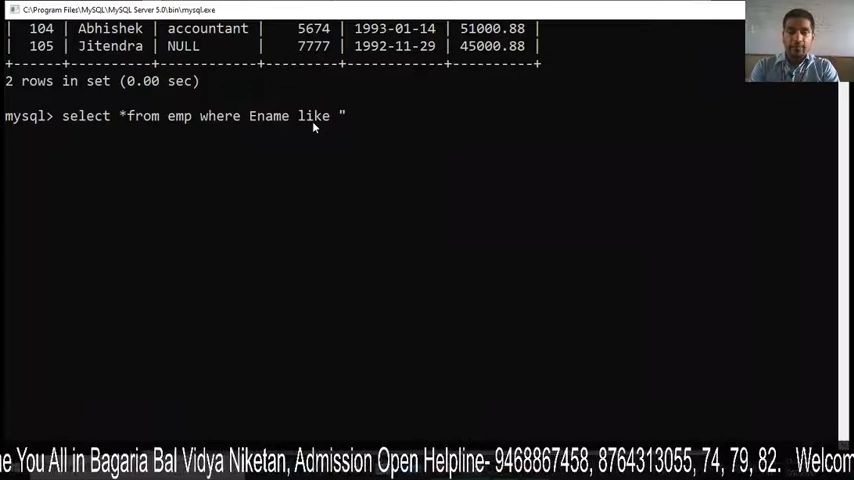 C:\Program Files\MySQL\MySQL Server 5.0\bin\mysql.exe
| 104 | Abhishek | accountant | 5674 | 1993-01-14 | 51000.88 |
| 105 | Jitendra | NULL | 7777 | 1992-11-29 | 45000.88 |
+------+----------+------------+---------+------------+----------+
2 rows in set (0.00 sec)
mysql> select *from emp where Ename like "
e You All in Bagaria Bal Vidya Niketan, Admission Open Helpline- 9468867458, 8764313055, 74, 79, 82. Welcom